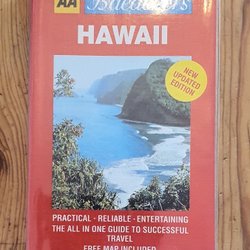 AA
Baedeker's
HAWAII
NEW
UPDATED
EDITION
PRACTICAL · RELIABLE · ENTERTAINING
THE ALL IN ONE GUIDE TO SUCCESSFUL
TRAVEL
FREE MAP INCLUDED